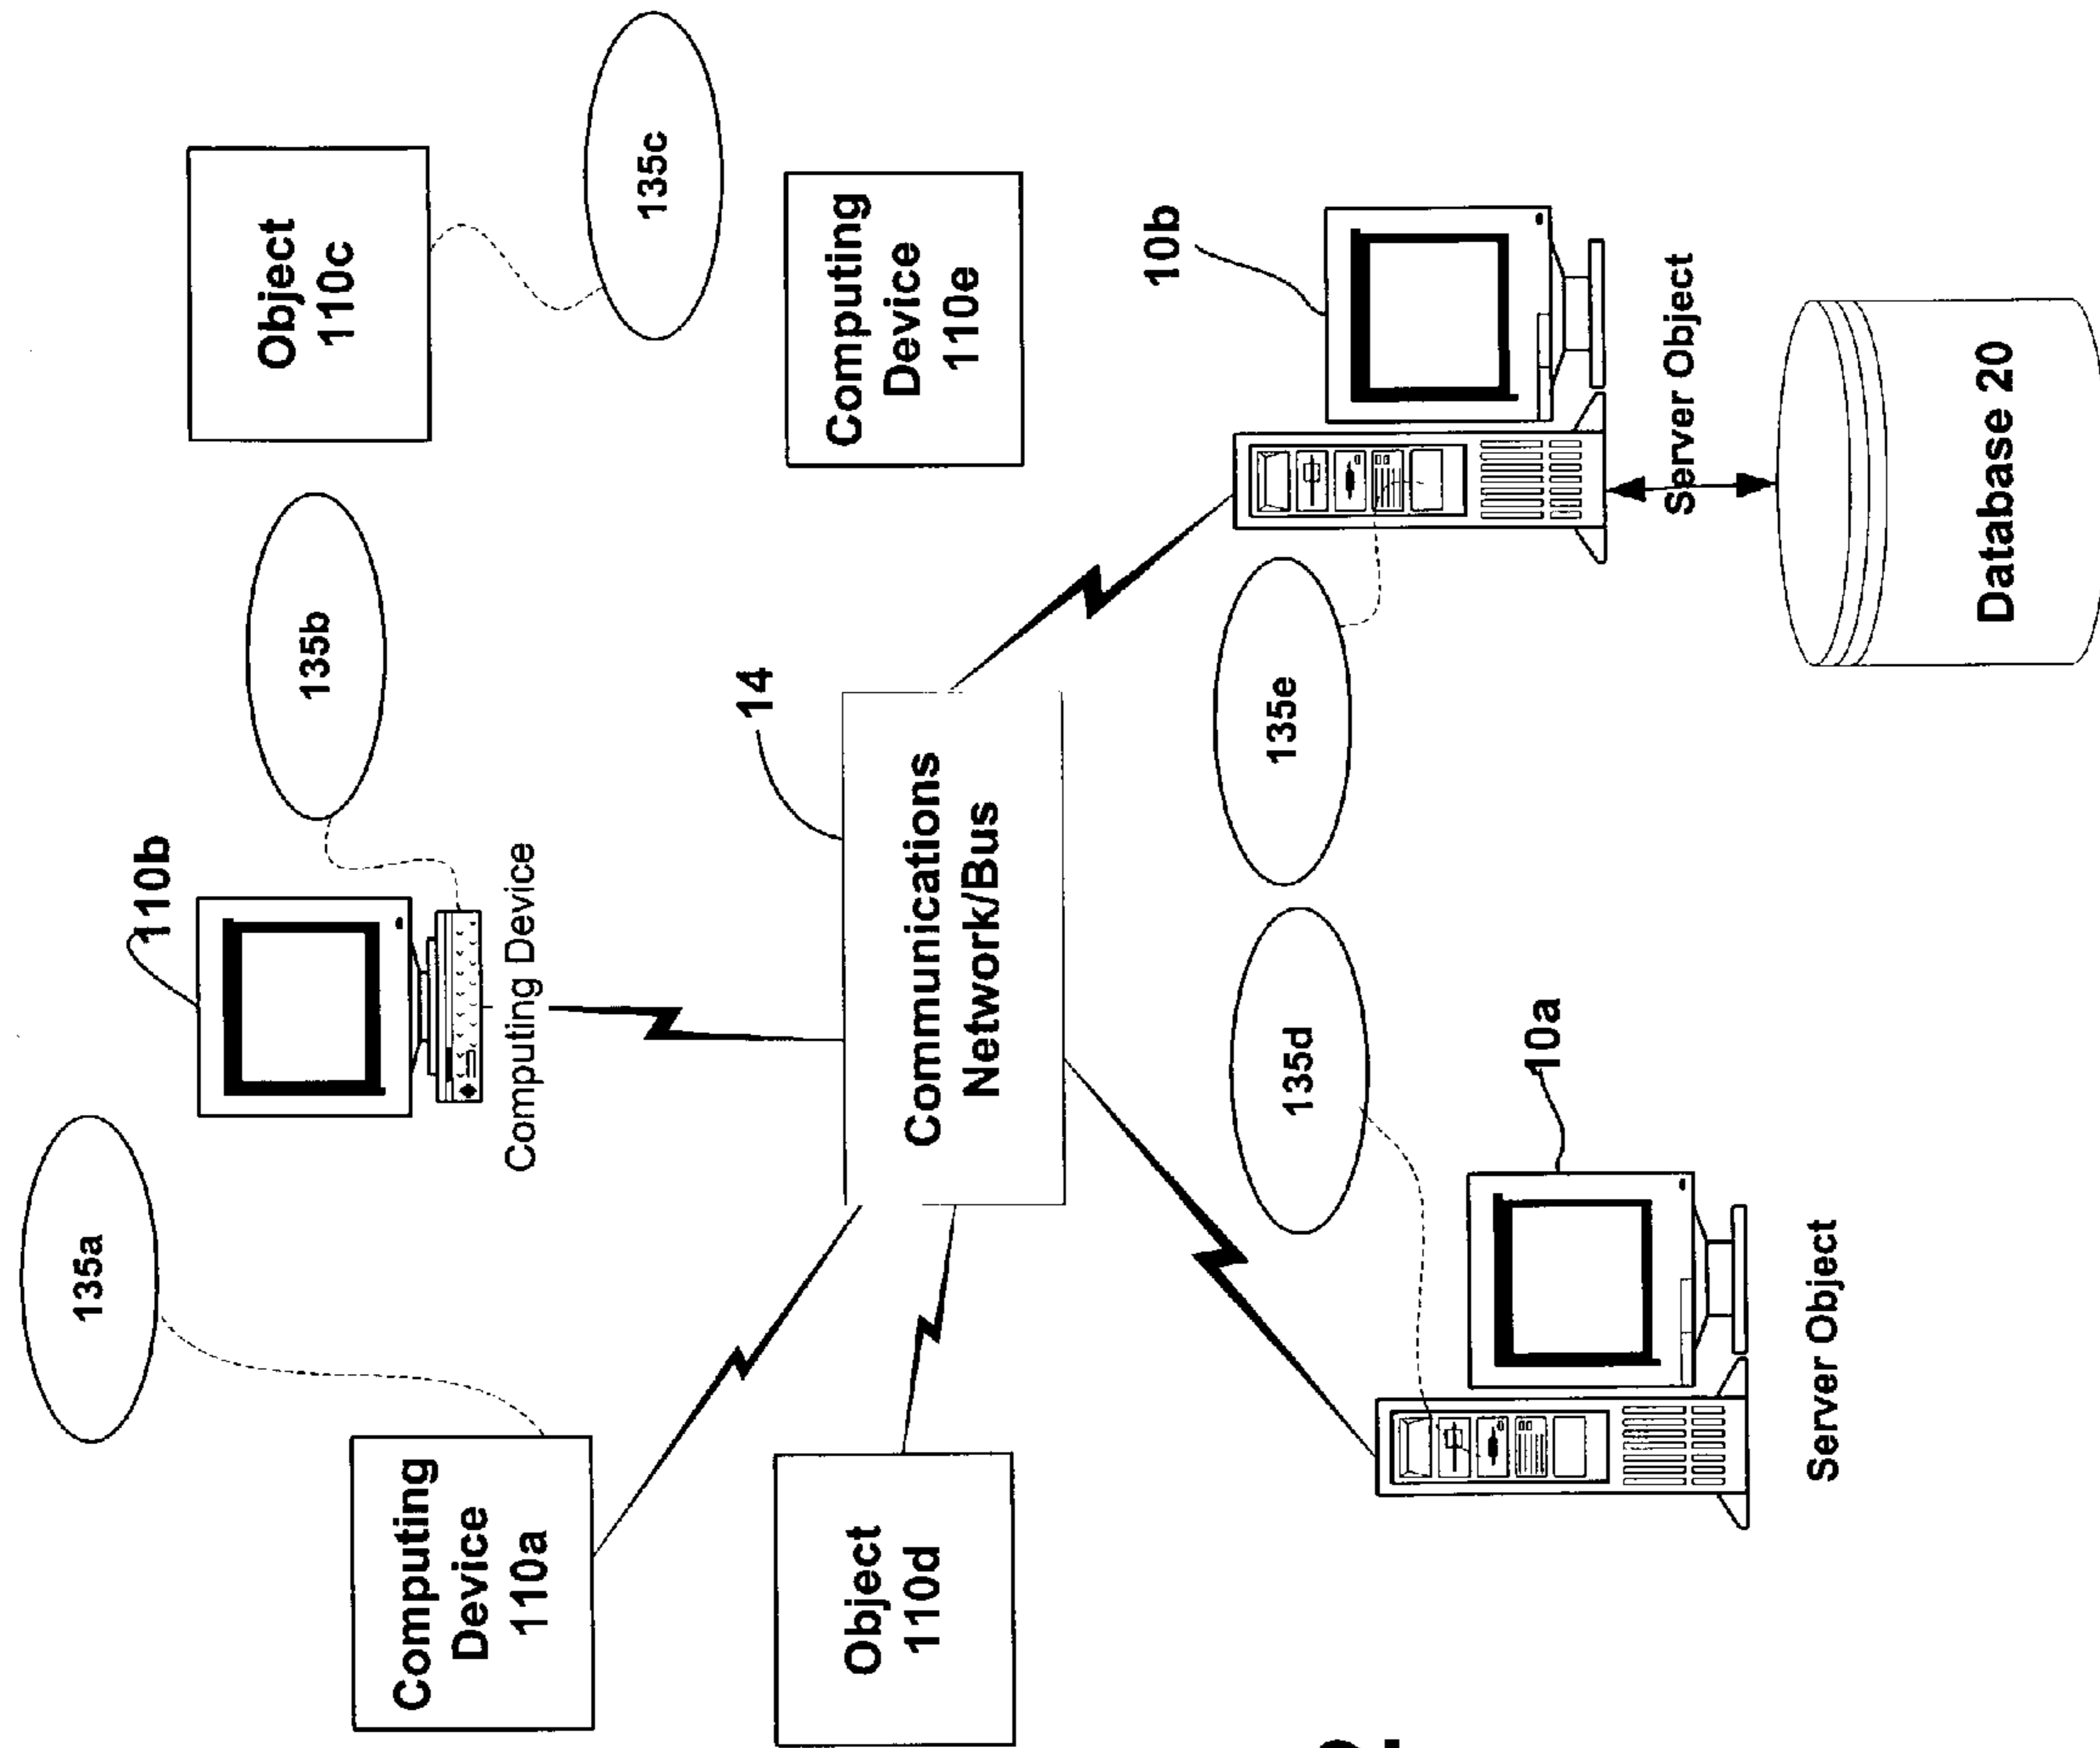 135a
110b
135b
Object
110c
135c
Computing
Device
110a
Computing Device
14
Computing
Device
110e
Object
110d
Communications
Network/Bus
10b
135d
135e
10a
Server Object
Server Object
Database 20